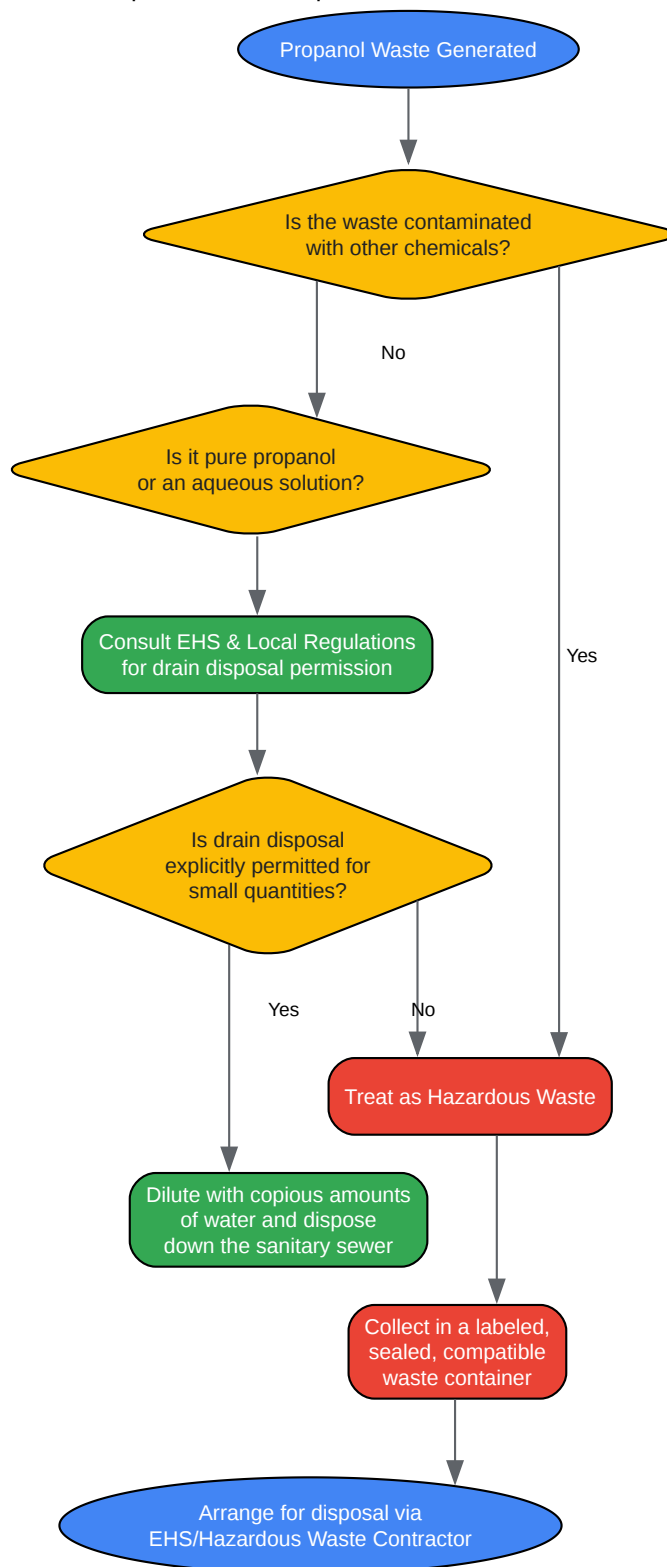 Propanol Waste Generated
Is the waste contaminated
with other chemicals?
No
Is it pure propanol
or an aqueous solution?
Consult EHS & Local Regulations
for drain disposal permission
Yes
Is drain disposal
explicitly permitted for
small quantities?
Yes
No
Treat as Hazardous Waste
Dilute with copious amounts
of water and dispose
down the sanitary sewer
Collect in a labeled,
sealed, compatible
waste container
Arrange for disposal via
EHS/Hazardous Waste Contractor